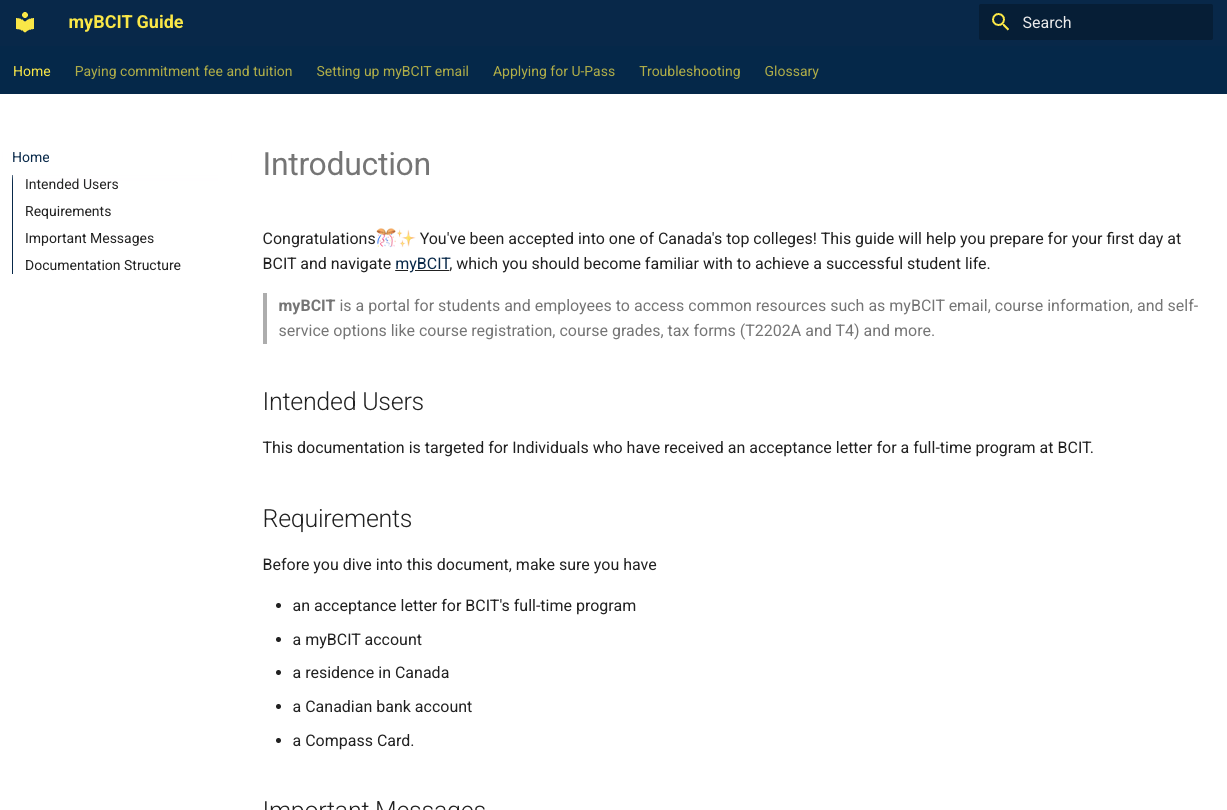 myBCIT Guide
Search
Home Paying commitment fee and tuition Setting up myBCIT email Applying for U-Pass Troubleshooting Glossary
Home
Intended Users
Requirements
Important Messages
Documentation Structure
Introduction
Congratulations🎊✨ You've been accepted into one of Canada's top colleges! This guide will help you prepare for your first day at
BCIT and navigate myBCIT, which you should become familiar with to achieve a successful student life.
myBCIT is a portal for students and employees to access common resources such as myBCIT email, course information, and self-
service options like course registration, course grades, tax forms (T2202A and T4) and more.
Intended Users
This documentation is targeted for Individuals who have received an acceptance letter for a full-time program at BCIT.
Requirements
Before you dive into this document, make sure you have
• an acceptance letter for BCIT's full-time program
• a myBCIT account
• a residence in Canada
• a Canadian bank account
• a Compass Card.
Important Messages